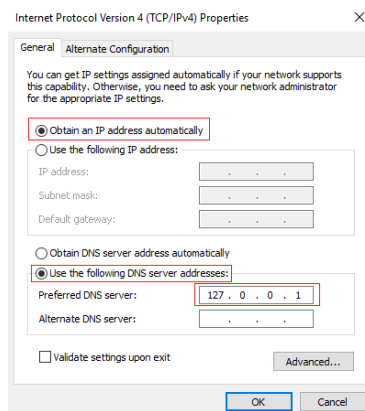 Internet Protocol Version 4 (TCP/IPv4) Properties
General Alternate Configuration
You can get IP settings assigned automatically if your network supports
this capability. Otherwise, you need to ask your network administrator
for the appropriate IP settings.
Obtain an IP address automatically
Use the following IP address:
IP address: . . .
Subnet mask: . . .
Default gateway: . . .
Obtain DNS server address automatically
Use the following DNS server addresses:
Preferred DNS server: 127 . 0 . 0 . 1
Alternate DNS server: . . .
Validate settings upon exit
Advanced...
OK Cancel